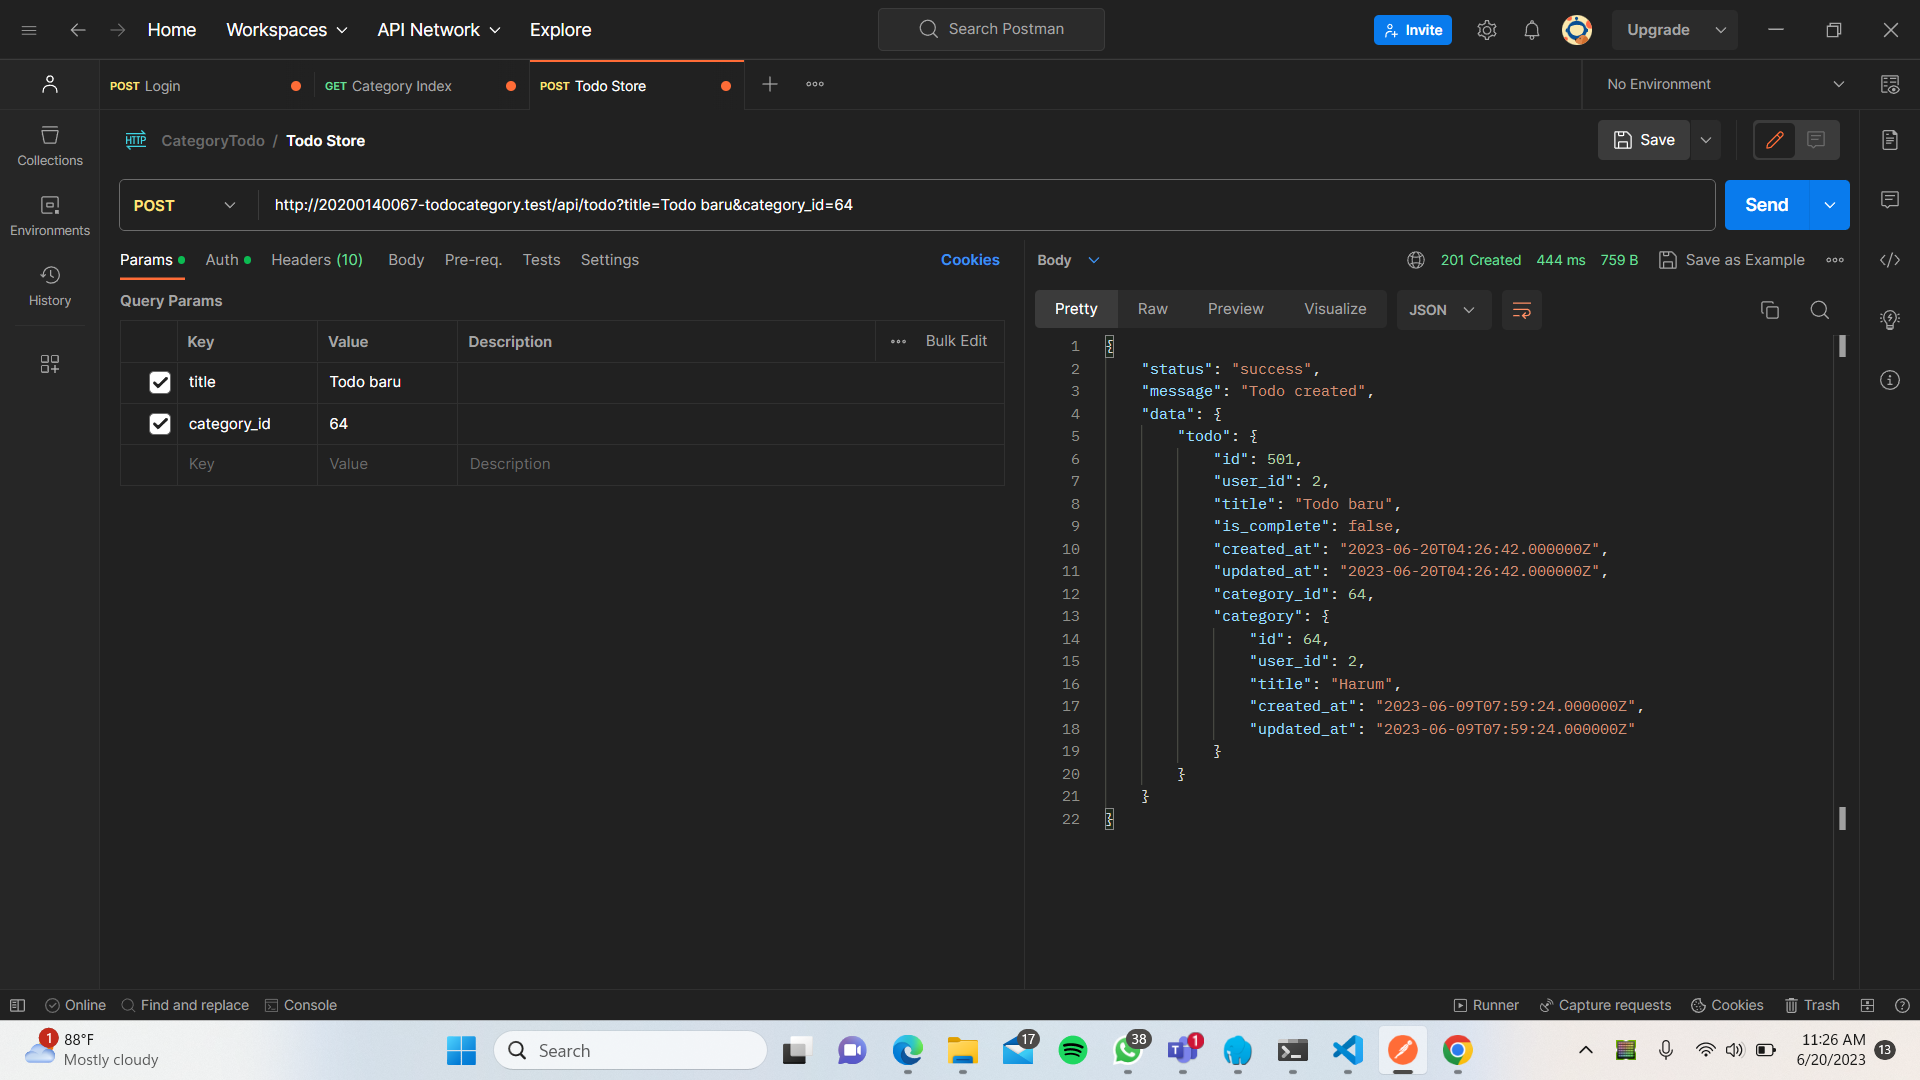 Home Workspaces API Network Explore Search Postman Invite Upgrade
POST Login GET Category Index POST Todo Store No Environment
HTTP CategoryTodo / Todo Store Save
Collections
Environments
History
POST http://20200140067-todocategory.test/api/todo?title=Todo baru&category_id=64 Send
Params Auth Headers (10) Body Pre-req. Tests Settings Cookies
Query Params
Key Value Description Bulk Edit
title Todo baru
category_id 64
Key Value Description
Body 201 Created 444 ms 759 B Save as Example
Pretty Raw Preview Visualize JSON
1 {
2 "status": "success",
3 "message": "Todo created",
4 "data": {
5 "todo": {
6 "id": 501,
7 "user_id": 2,
8 "title": "Todo baru",
9 "is_complete": false,
10 "created_at": "2023-06-20T04:26:42.000000Z",
11 "updated_at": "2023-06-20T04:26:42.000000Z",
12 "category_id": 64,
13 "category": {
14 "id": 64,
15 "user_id": 2,
16 "title": "Harum",
17 "created_at": "2023-06-09T07:59:24.000000Z",
18 "updated_at": "2023-06-09T07:59:24.000000Z"
19 }
20 }
21 }
22 }
Online Find and replace Console Runner Capture requests Cookies Trash
1 88°F
Mostly cloudy
Search
17 38 1
11:26 AM
6/20/2023 13